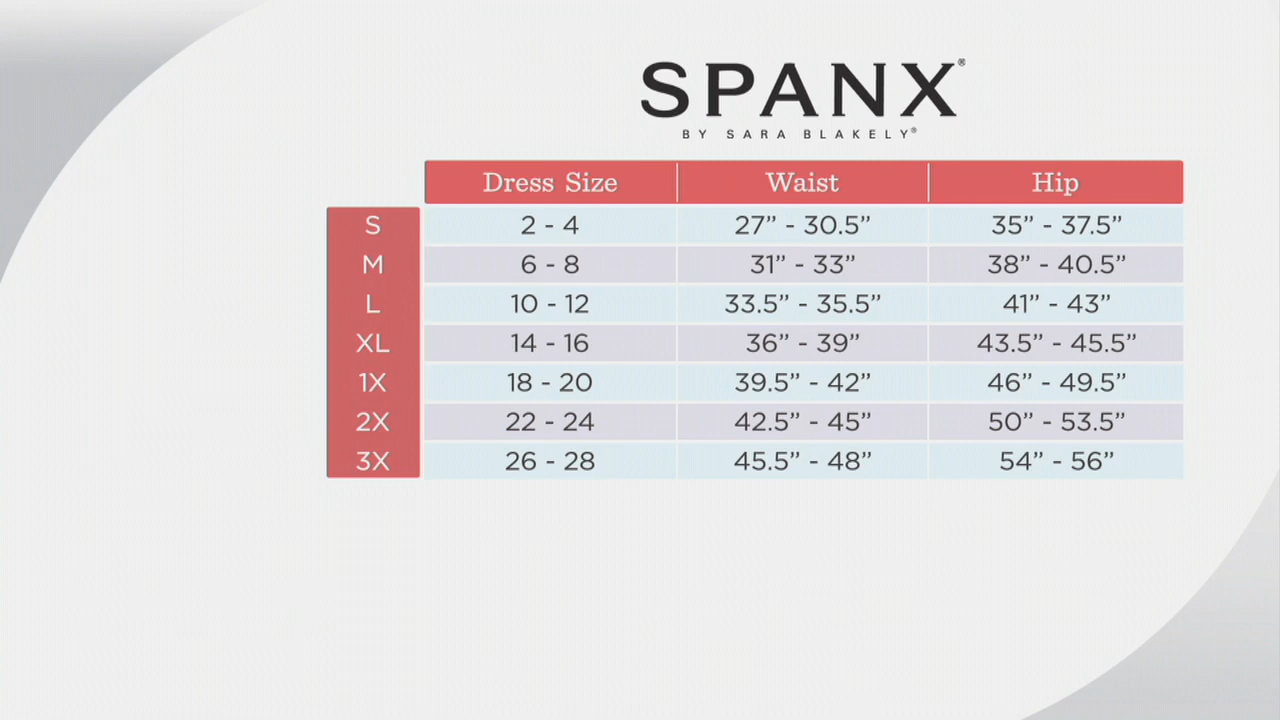 SPANX®
BY SARA BLAKELY®
Dress Size Waist Hip
S 2 - 4 27” - 30.5” 35” - 37.5”
M 6 - 8 31” - 33” 38” - 40.5”
L 10 - 12 33.5” - 35.5” 41” - 43”
XL 14 - 16 36” - 39” 43.5” - 45.5”
1X 18 - 20 39.5” - 42” 46” - 49.5”
2X 22 - 24 42.5” - 45” 50” - 53.5”
3X 26 - 28 45.5” - 48” 54” - 56”